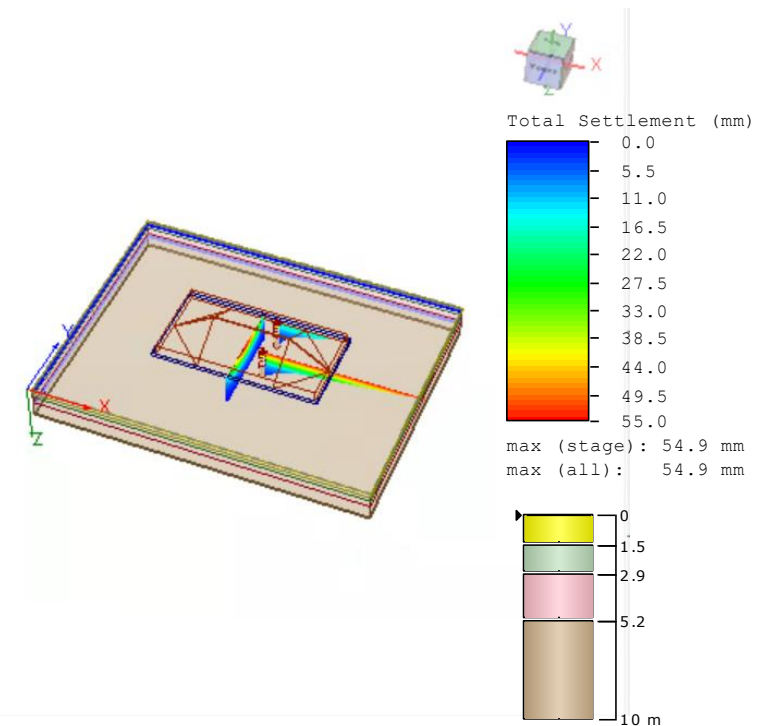 Y
X
Z
Total Settlement (mm)
0.0
5.5
11.0
16.5
22.0
27.5
33.0
38.5
44.0
49.5
55.0
max (stage): 54.9 mm
max (all): 54.9 mm
Y
X
Z
0
1.5
2.9
5.2
10 m